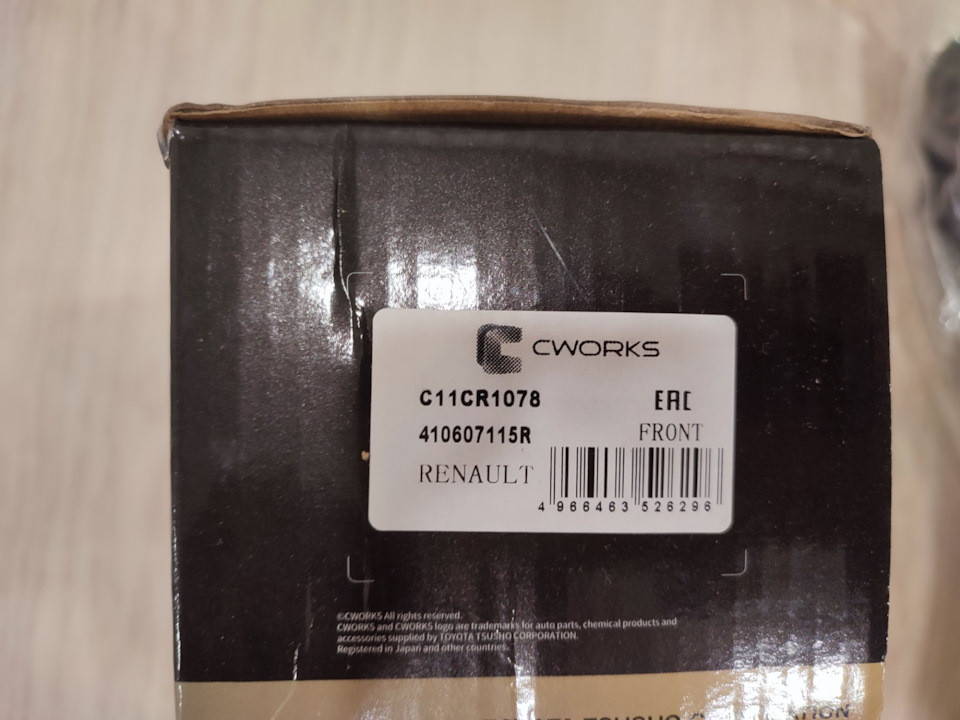 CWORKS
C11CR1078
EAC
410607115R
FRONT
RENAULT
4 966463 526296
©CWORKS All rights reserved.
CWORKS and CWORKS logo are trademarks for auto parts, chemical products and
accessories supplied by TOYOTA TSUSHO CORPORATION.
Registered in Japan and other countries.